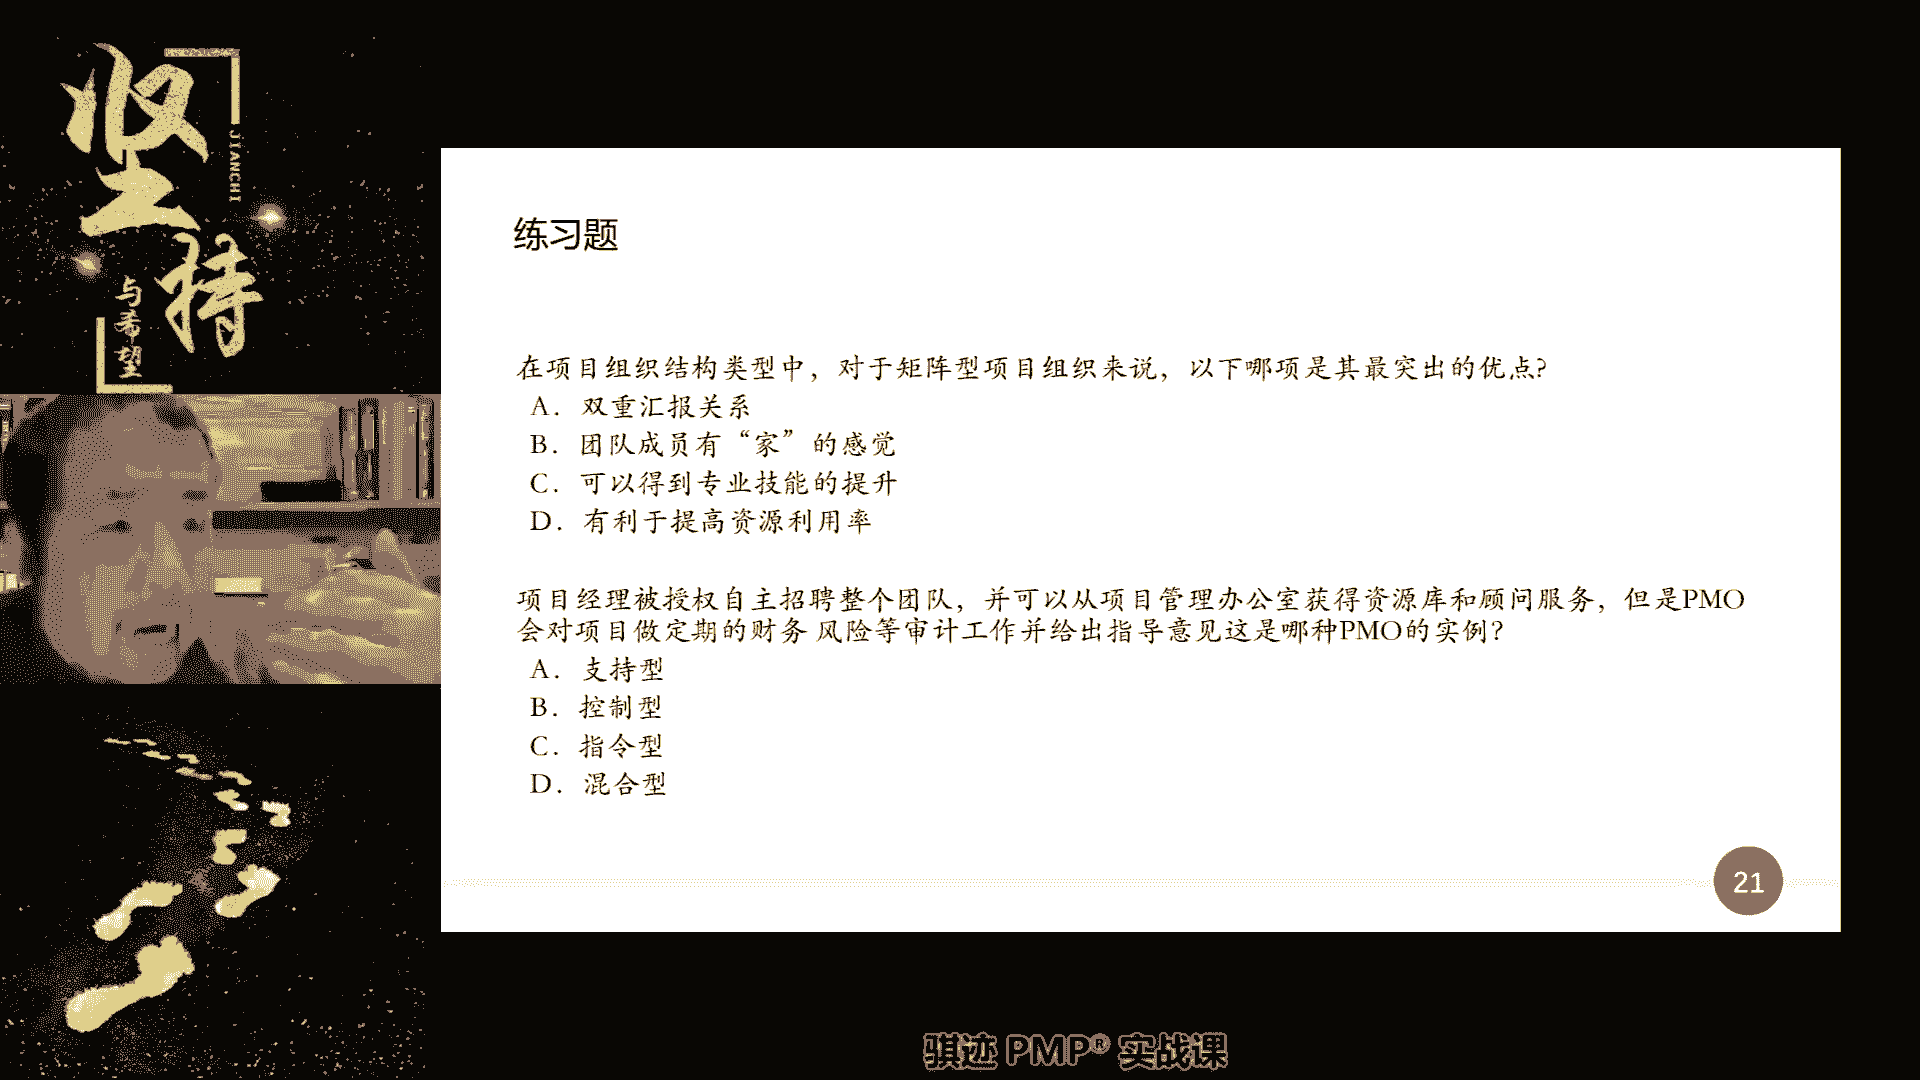 坚持
JIANCHI
与希望
练习题
在项目组织结构类型中，对于矩阵型项目组织来说，以下哪项是其最突出的优点?
A. 双重汇报关系
B. 团队成员有“家”的感觉
C. 可以得到专业技能的提升
D. 有利于提高资源利用率
项目经理被授权自主招聘整个团队，并可以从项目管理办公室获得资源库和顾问服务，但是PMO
会对项目做定期的财务 风险等审计工作并给出指导意见这是哪种PMO的实例?
A. 支持型
B. 控制型
C. 指令型
D. 混合型
21
骐迹 PMP® 实战课